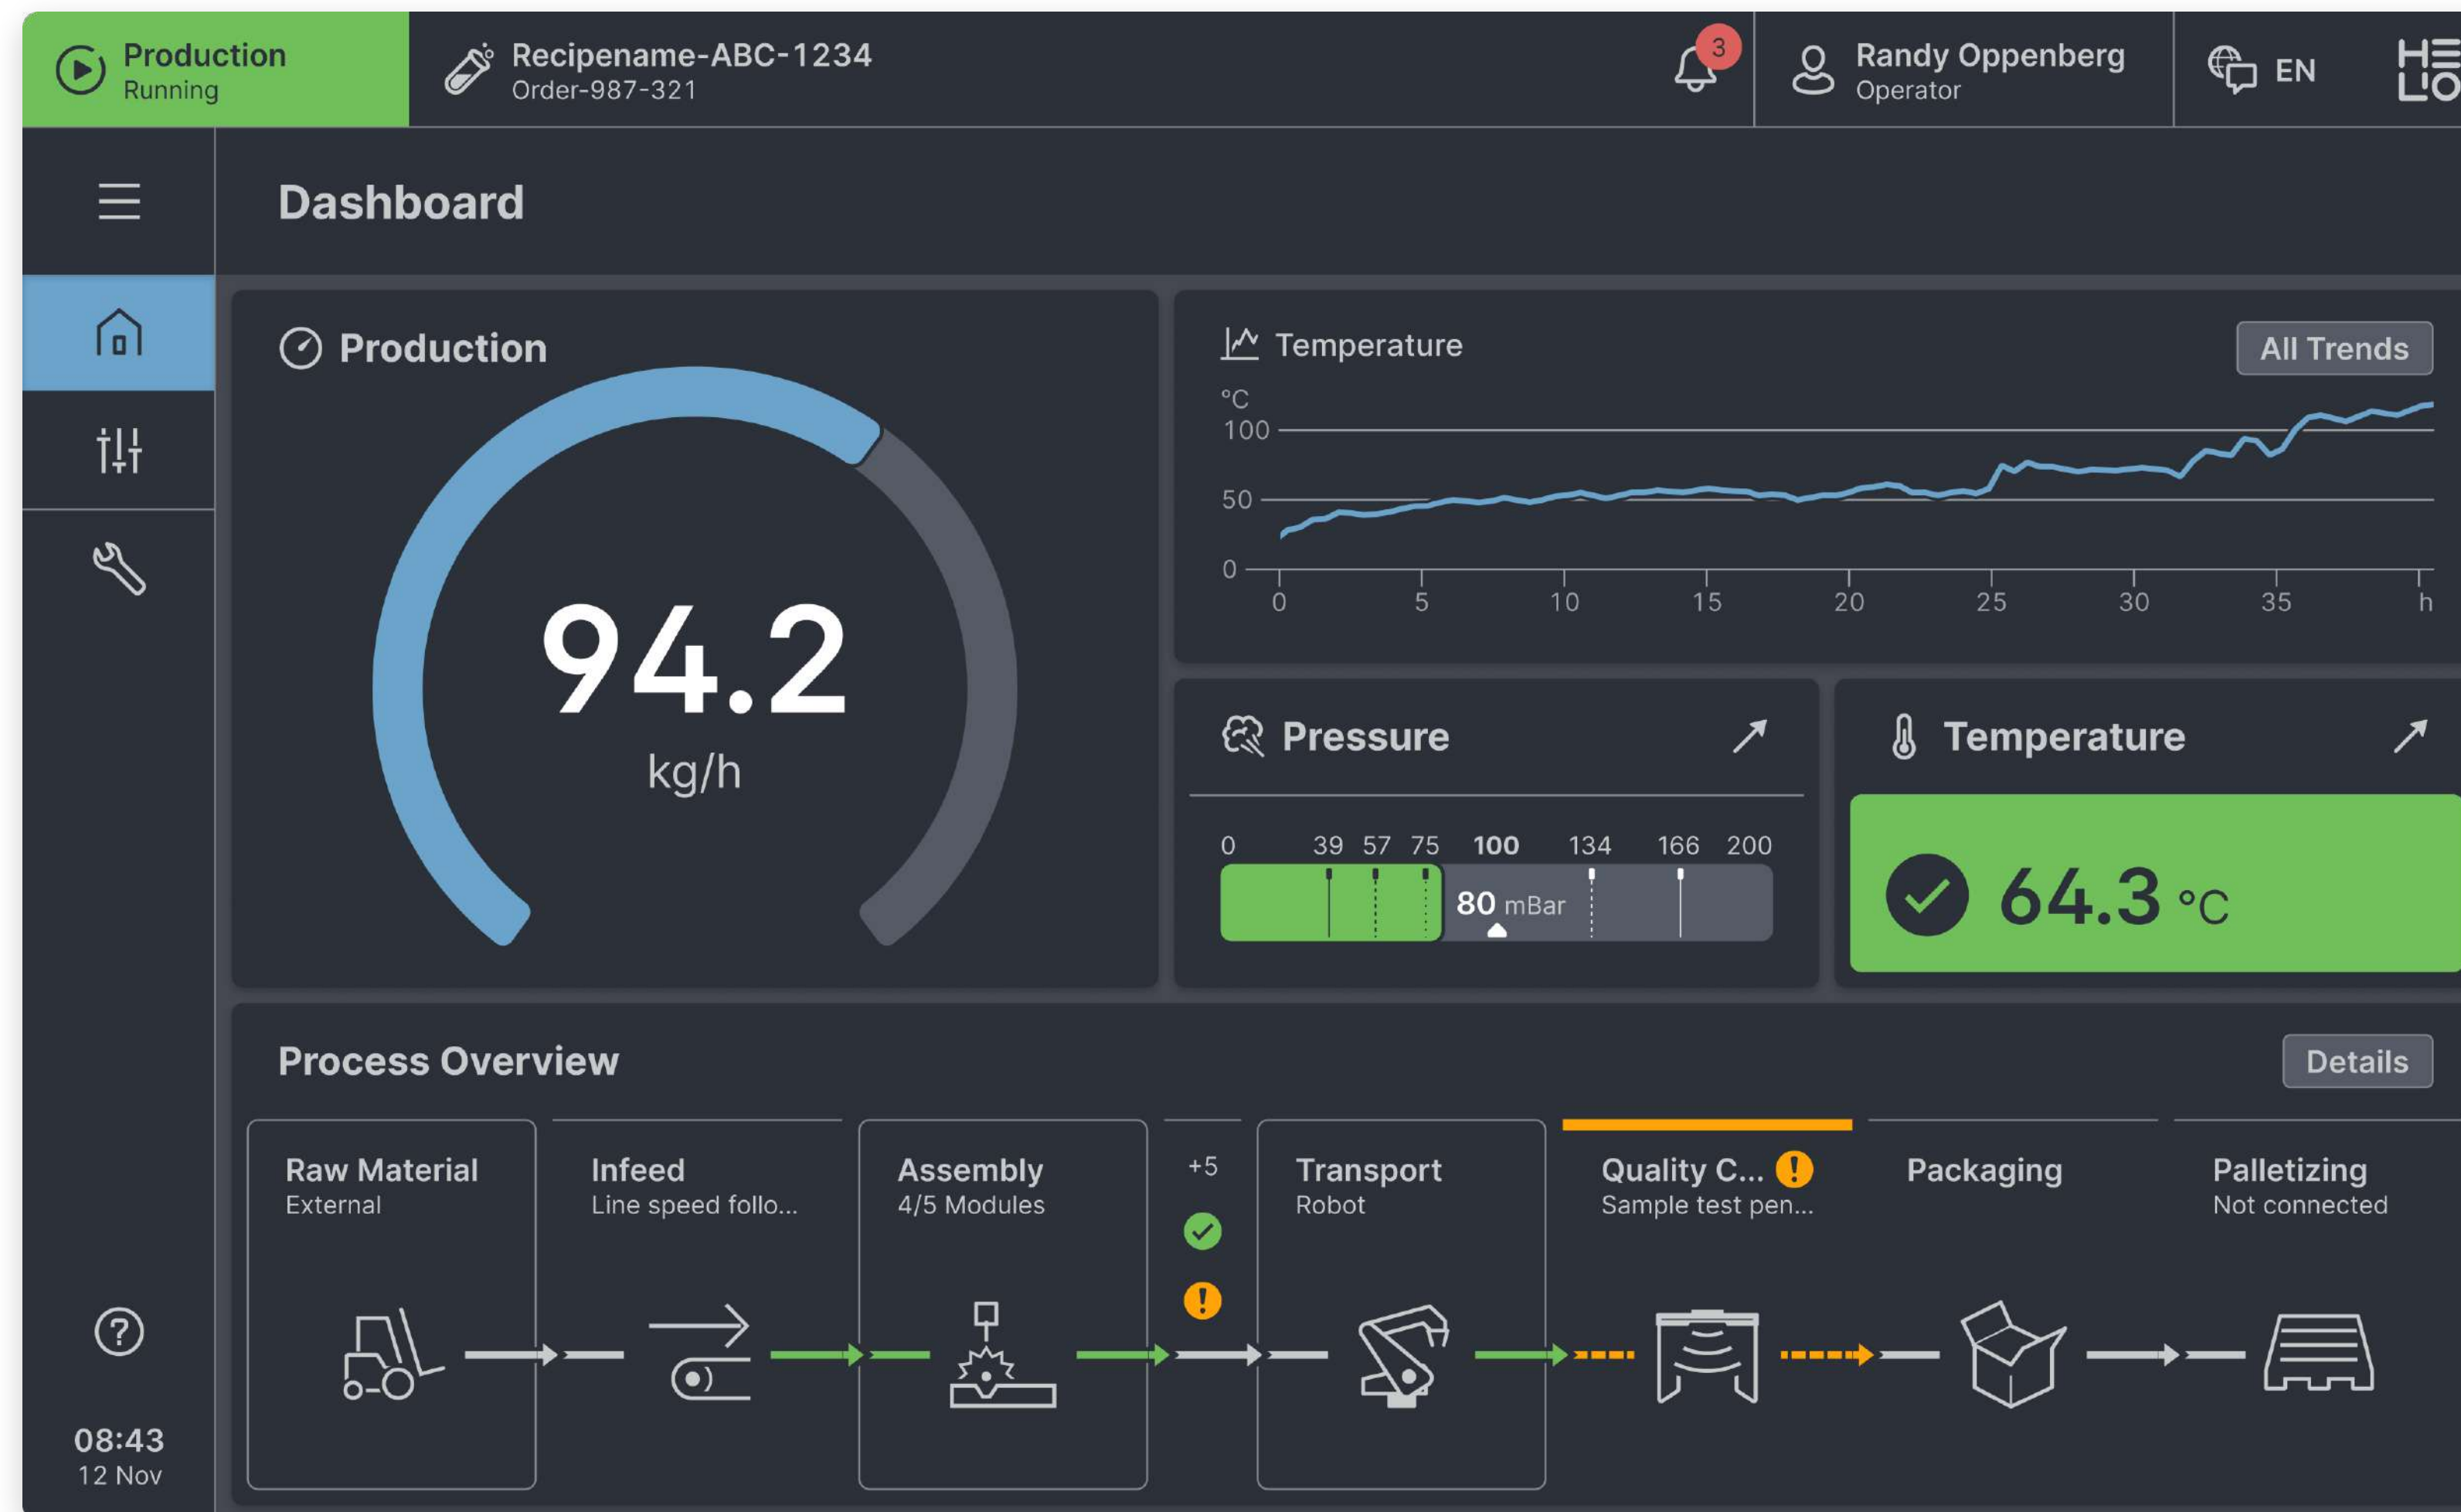 Production
Running
Recipename-ABC-1234
Order-987-321
3
Randy Oppenberg
Operator
EN
HELIO
Dashboard
Production
94.2
kg/h
Temperature
All Trends
°C
100
50
0
0 5 10 15 20 25 30 35 h
Pressure
0 39 57 75 100 134 166 200
80 mBar
Temperature
64.3 °C
Process Overview
Details
Raw Material
External
Infeed
Line speed follo...
Assembly
4/5 Modules
+5
Transport
Robot
Quality C...
Sample test pen...
Packaging
Palletizing
Not connected
?
08:43
12 Nov